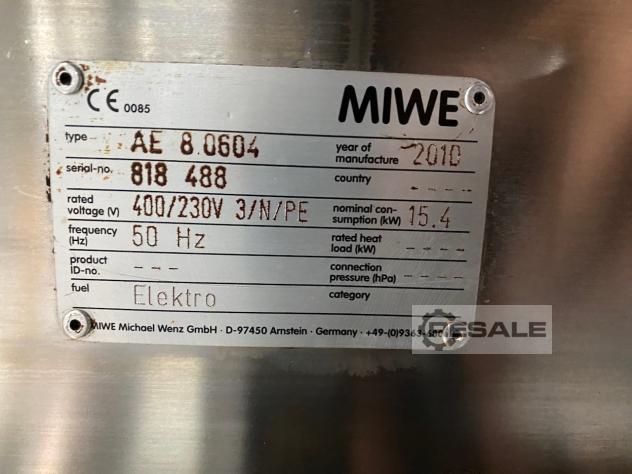 CE 0085 MIWE
type AE 8.0604 year of manufacture 2010
serial-no. 818 488 country - - - -
rated voltage (V) 400/230V 3/N/PE nominal con-sumption (kW) 15.4
frequency (Hz) 50 Hz rated heat load (kW) - - - -
product ID-no. - - - connection pressure (hPa) - - - -
fuel Elektro category
MIWE Michael Wenz GmbH · D-97450 Arnstein · Germany · +49-(0)9363-
RESALE